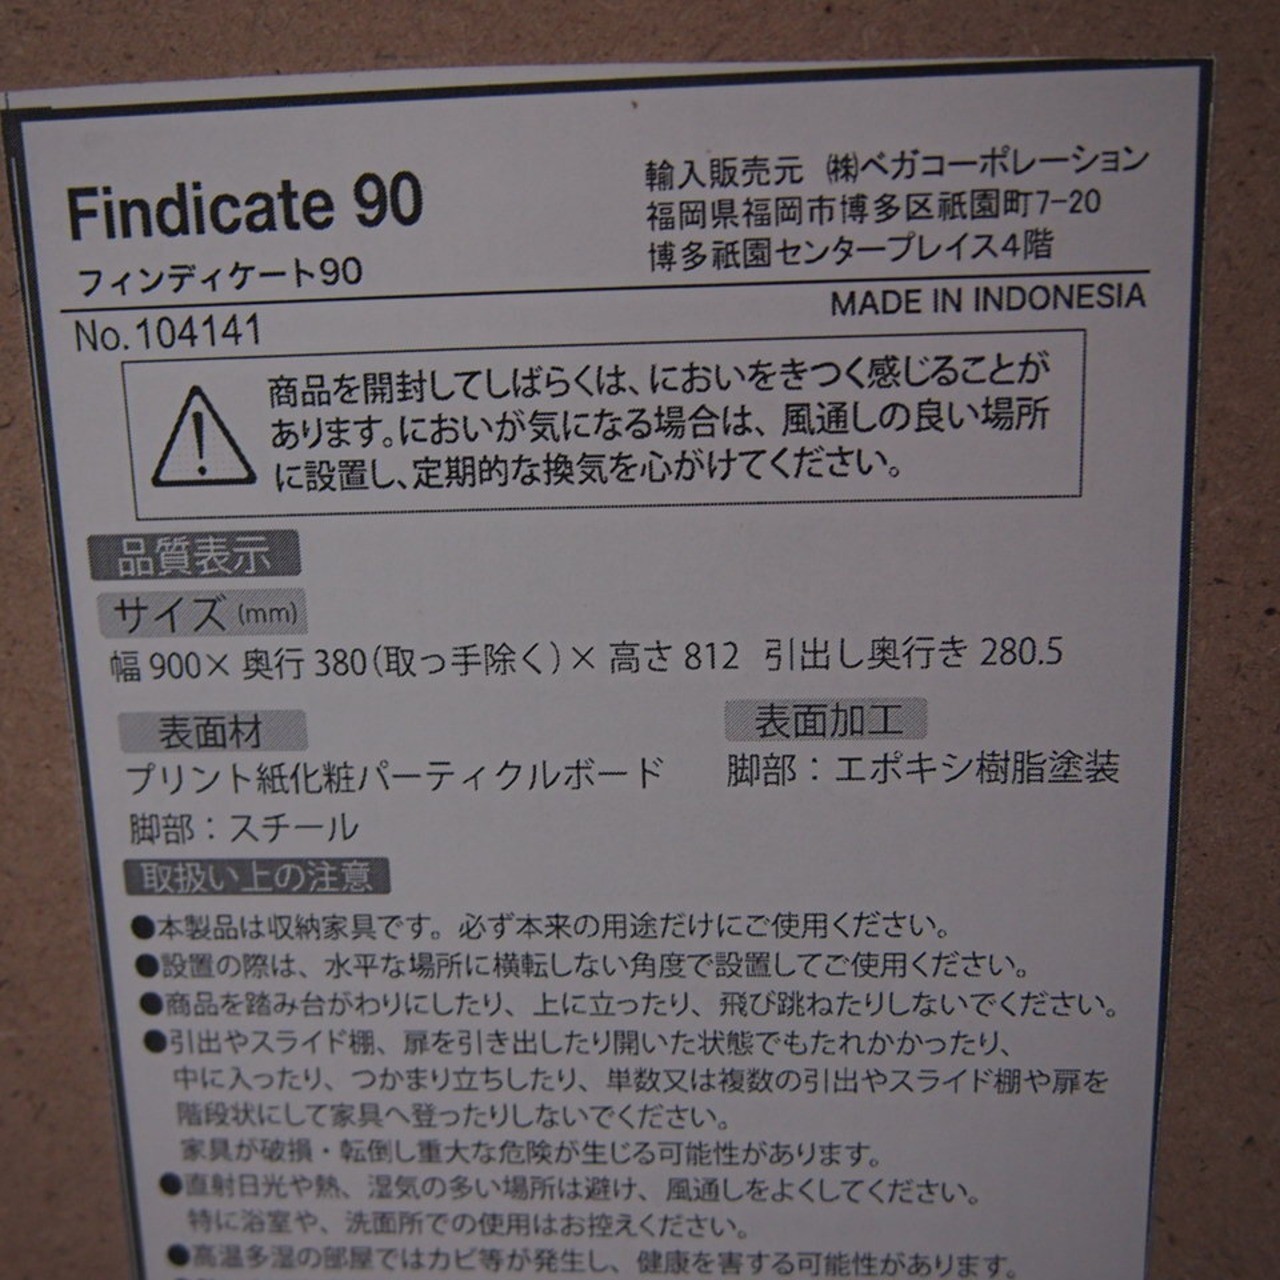 Findicate 90
フィンディケート90
輸入販売元 ㈱ベガコーポレーション
福岡県福岡市博多区祇園町7-20
博多祇園センタープレイス4階
MADE IN INDONESIA
No.104141
商品を開封してしばらくは、においをきつく感じることが
あります。においが気になる場合は、風通しの良い場所
に設置し、定期的な換気を心がけてください。
品質表示
サイズ(mm)
幅900×奥行380(取っ手除く)×高さ812 引出し奥行き280.5
表面材
プリント紙化粧パーティクルボード
脚部：スチール
表面加工
脚部：エポキシ樹脂塗装
取扱い上の注意
●本製品は収納家具です。必ず本来の用途だけにご使用ください。
●設置の際は、水平な場所に横転しない角度で設置してご使用ください。
●商品を踏み台がわりにしたり、上に立ったり、飛び跳ねたりしないでください。
●引出やスライド棚、扉を引き出したり開いた状態でもたれかかったり、
中に入ったり、つかまり立ちしたり、単数又は複数の引出やスライド棚や扉を
階段状にして家具へ登ったりしないでください。
家具が破損・転倒し重大な危険が生じる可能性があります。
●直射日光や熱、湿気の多い場所は避け、風通しをよくしてください。
特に浴室や、洗面所での使用はお控えください。
●高温多湿の部屋ではカビ等が発生し、健康を害する可能性があります。